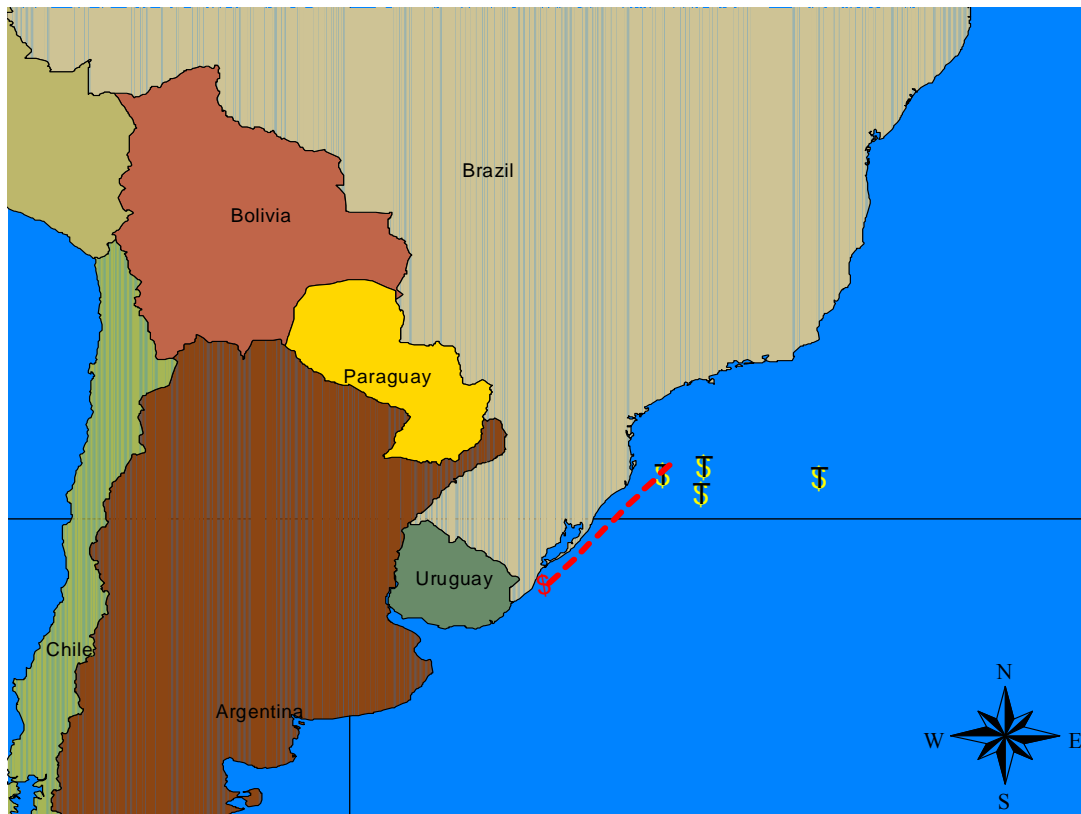 Brazil
Bolivia
Paraguay
$ $ $
$
Uruguay
$
Chile
N
Argentina
W E
S